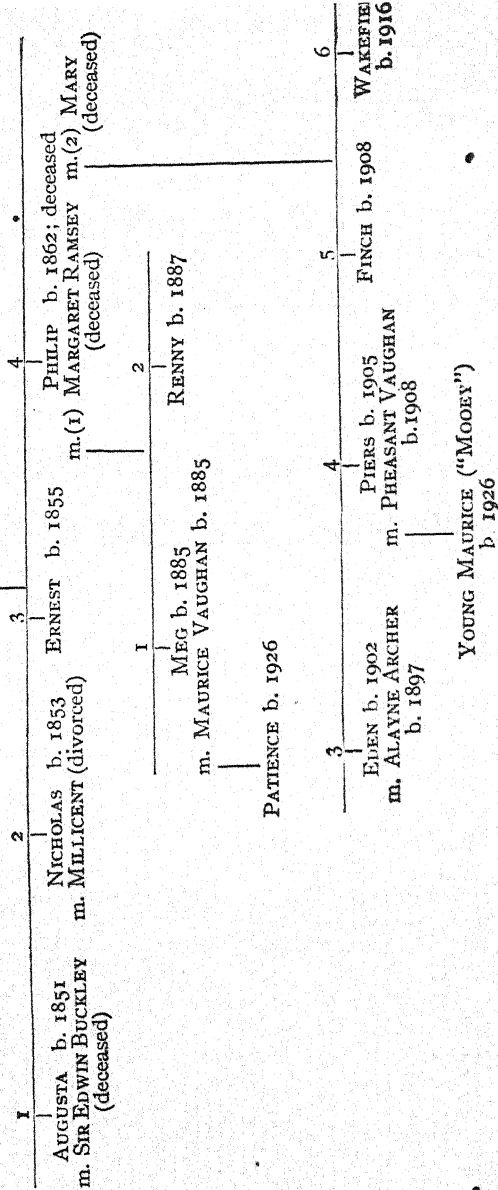 1
AUGUSTA b. 1851
m. SIR EDWIN BUCKLEY
(deceased)
2
NICHOLAS b. 1853
m. MILLICENT (divorced)
3
ERNEST b. 1855
4
PHILIP b. 1862; deceased
m.(1) MARGARET RAMSEY m.(2) MARY
(deceased) (deceased)
1
MEG b. 1885
m. MAURICE VAUGHAN b. 1885
PATIENCE b. 1926
2
RENNY b. 1887
3
EDEN b. 1902
m. ALAYNE ARCHER
b. 1897
4
PIERS b. 1905
m. PHEASANT VAUGHAN
b.1908
YOUNG MAURICE ("MOOEY")
b. 1926
5
FINCH b. 1908
6
WAKEFIE
b. 1916